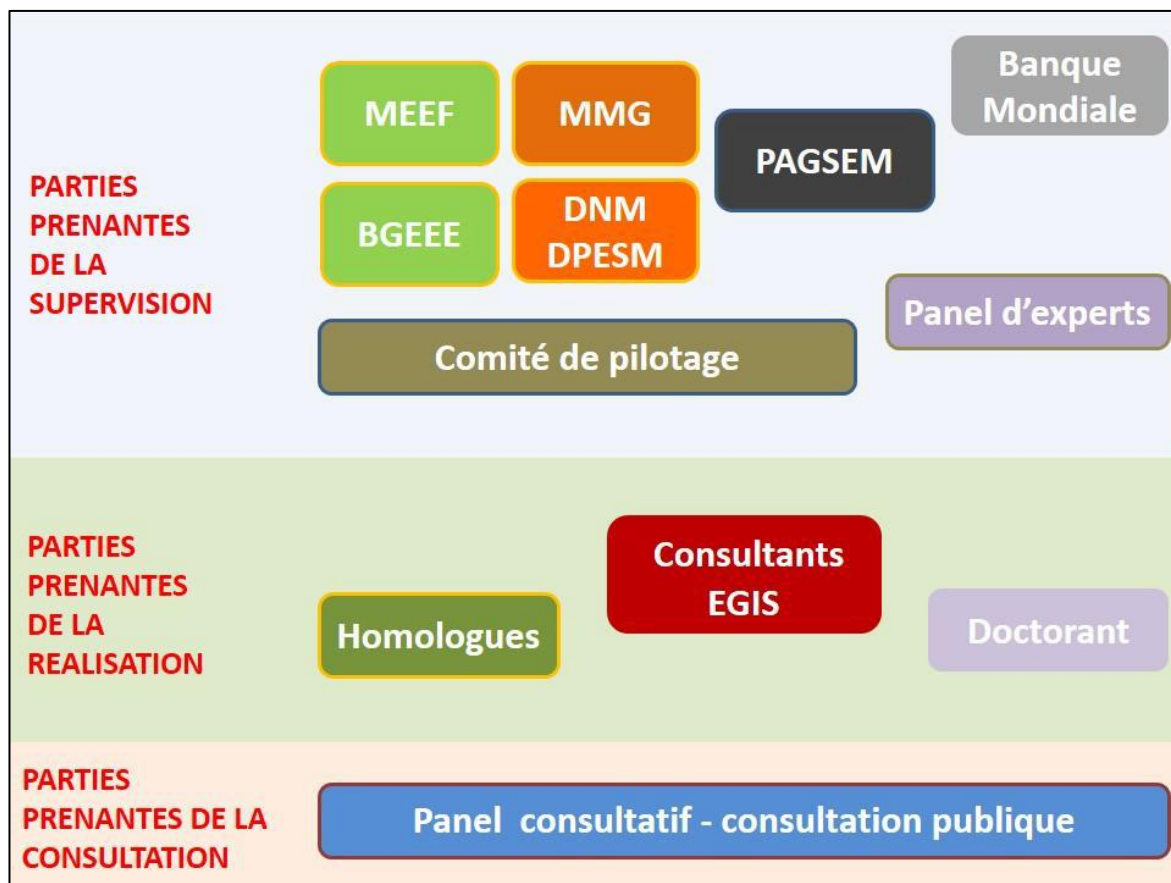 PARTIES
PRENANTES
DE LA
SUPERVISION
MEEF
MMG
PAGSEM
Banque
Mondiale
BGEEE
DNM
DPESM
Panel d’experts
Comité de pilotage
PARTIES
PRENANTES
DE LA
REALISATION
Homologues
Consultants
EGIS
Doctorant
PARTIES
PRENANTES DE LA
CONSULTATION
Panel consultatif - consultation publique